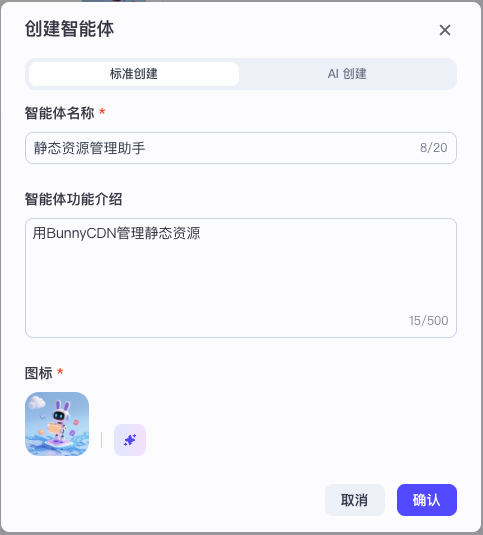 创建智能体
标准创建
AI 创建
智能体名称 *
静态资源管理助手
8/20
智能体功能介绍
用BunnyCDN管理静态资源
15/500
图标 *
取消
确认